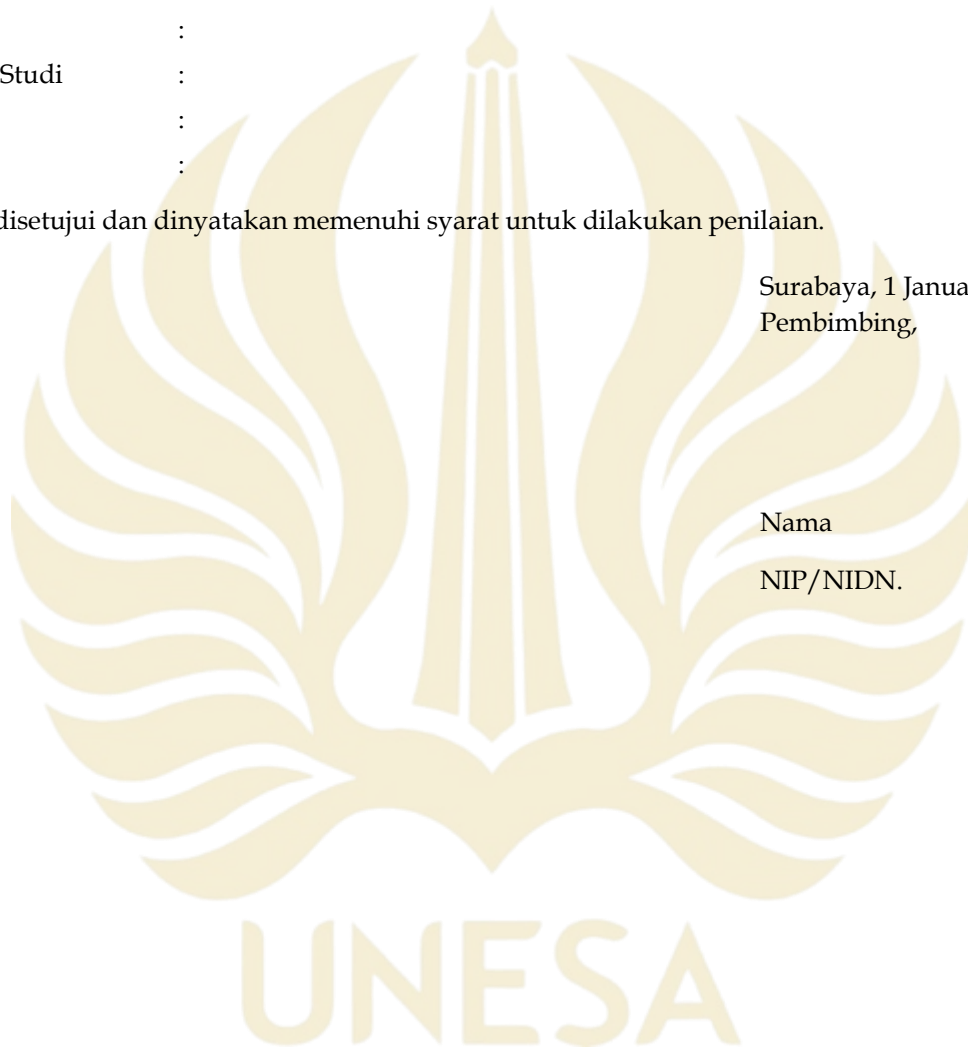 :
Studi :
:
:
disetujui dan dinyatakan memenuhi syarat untuk dilakukan penilaian.
Surabaya, 1 Janua
Pembimbing,
Nama
NIP/NIDN.
UNESA